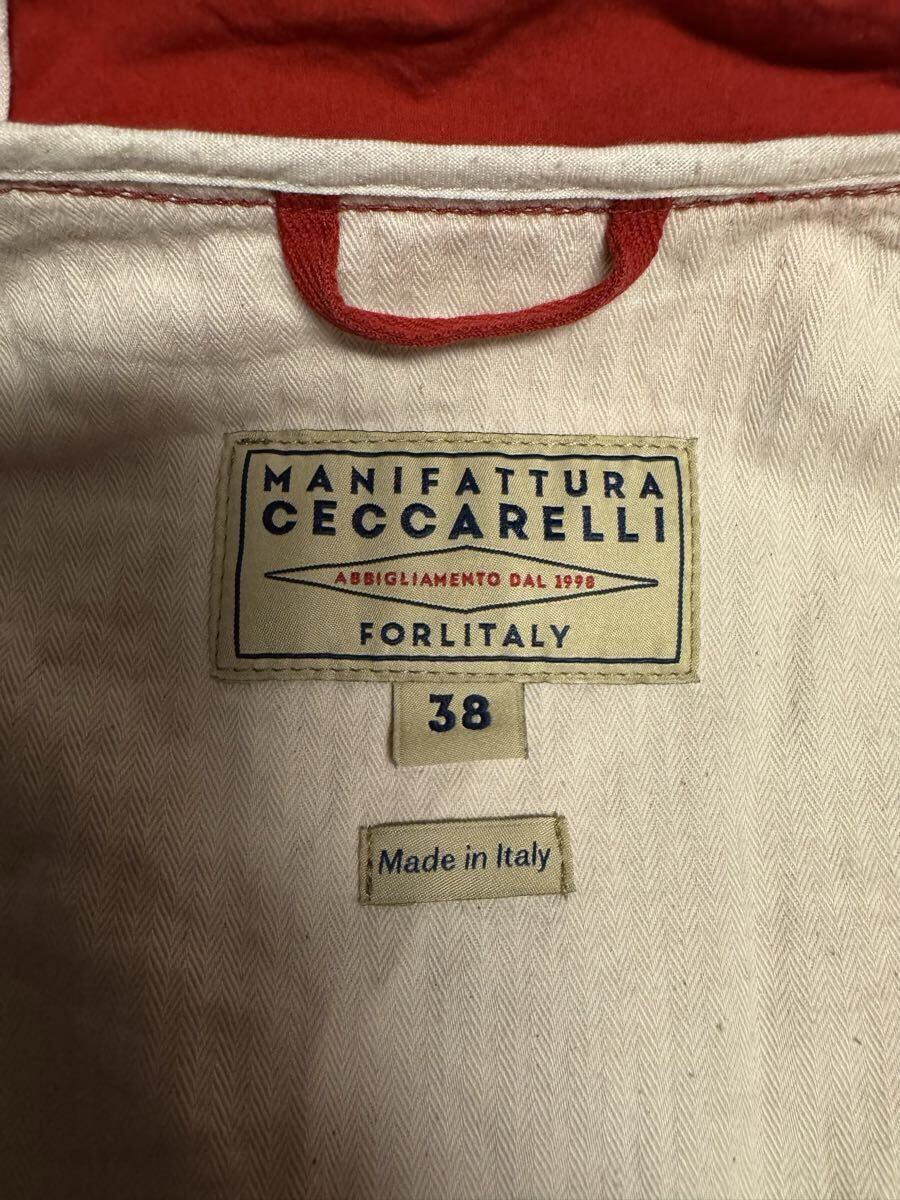 MANIFATTURA
CECCARELLI
ABBIGLIAMENTO DAL 1998
FORLITALY
38
Made in Italy